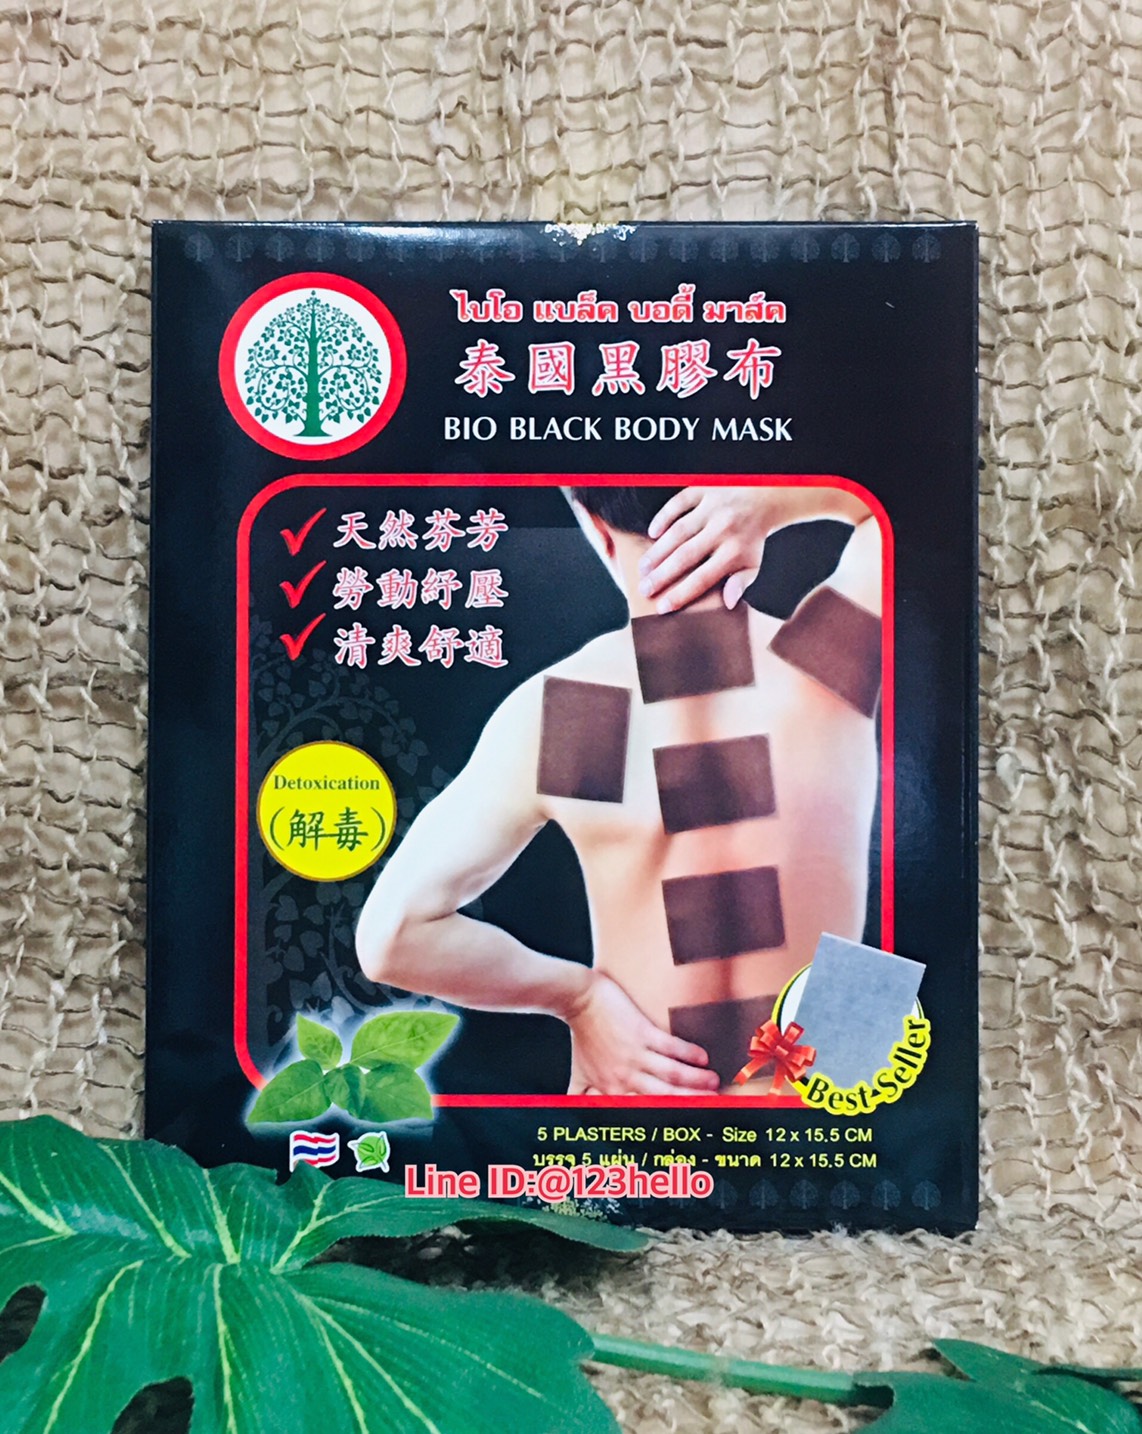 ไบโอ แบล็ค บอดี้ มาส์ค
泰國黑膠布
BIO BLACK BODY MASK
天然芬芳
勞動紓壓
清爽舒適
Detoxication
(解毒)
Best Seller
5 PLASTERS / BOX - Size 12 x 15.5 CM
บรรจุ 5 แผ่น / กล่อง - ขนาด 12 x 15.5 CM
Line ID:@123hello